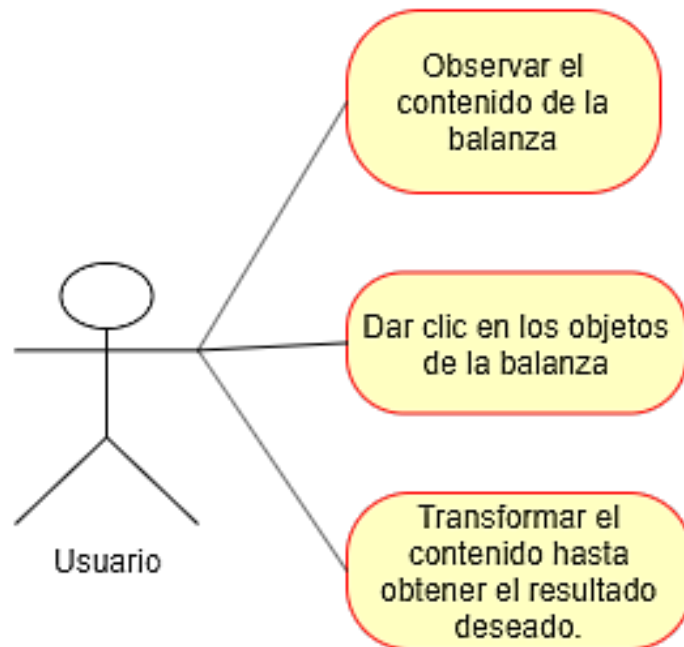 Observar el
contenido de la
balanza
Dar clic en los objetos
de la balanza
Transformar el
contenido hasta
obtener el resultado
deseado.
Usuario